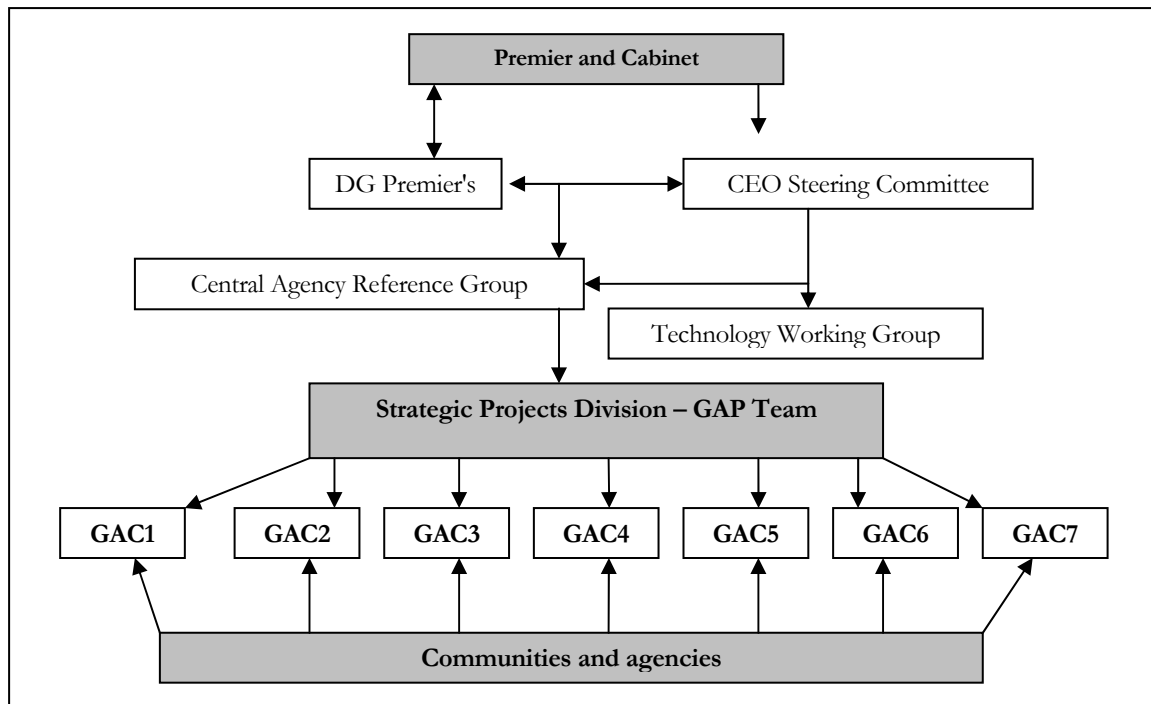 Premier and Cabinet
DG Premier's
CEO Steering Committee
Central Agency Reference Group
Technology Working Group
Strategic Projects Division – GAP Team
GAC1
GAC2
GAC3
GAC4
GAC5
GAC6
GAC7
Communities and agencies